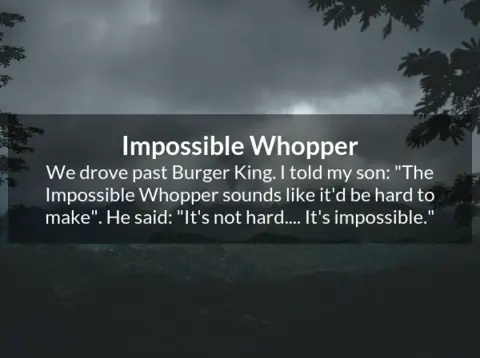 Impossible Whopper
We drove past Burger King. I told my son: "The
Impossible Whopper sounds like it'd be hard to
make". He said: "It's not hard.... It's impossible."